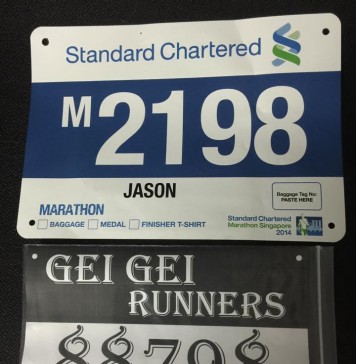 Standard Chartered
M2198
JASON
Baggage Tag No:
PASTE HERE
MARATHON
BAGGAGE MEDAL FINISHER T-SHIRT
Standard Chartered
Marathon Singapore
2014
GEI GEI
RUNNERS
88798